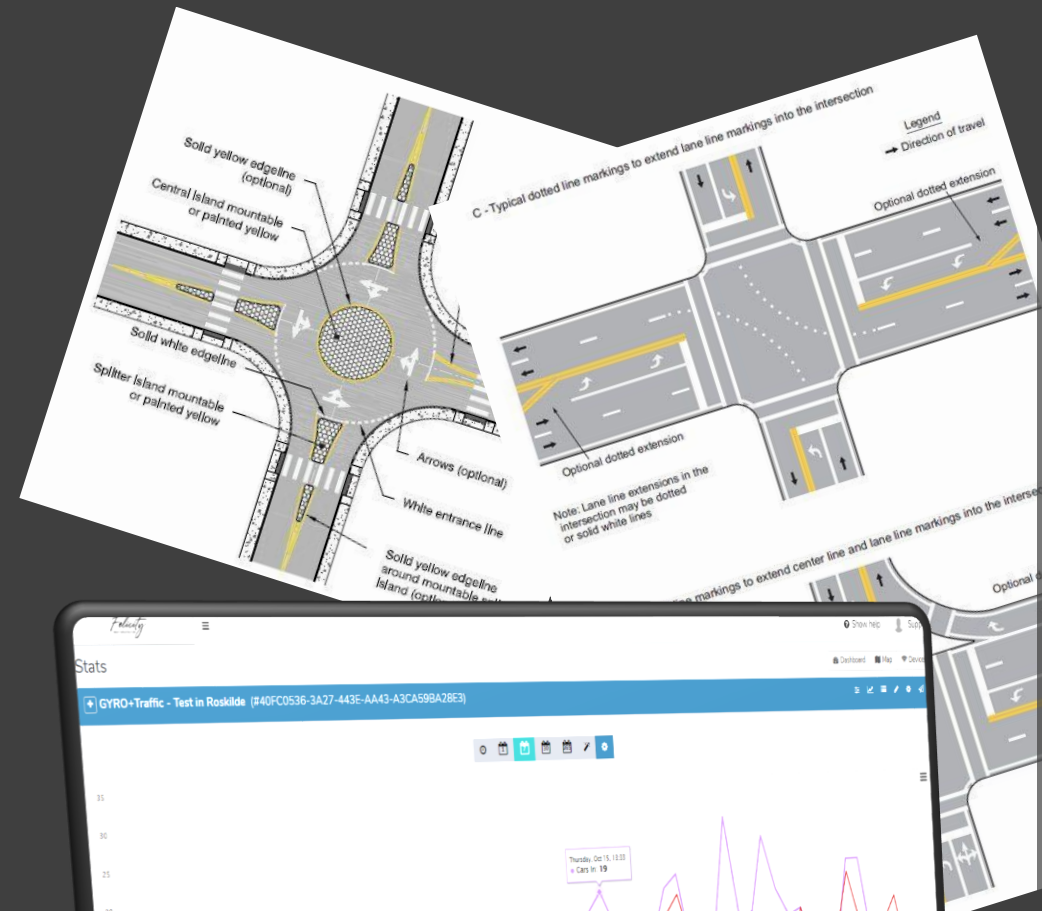 Solid yellow edgeline
(optional)
Central Island mountable
or painted yellow
Solid white edgeline
Splitter Island mountable
or painted yellow
Arrows (optional)
White entrance line
Solid yellow edgeline
around mountable
Island
C - Typical dotted line markings to extend lane line markings into the intersection
Legend
Direction of travel
Optional dotted extension
Optional dotted extension
Note: Lane line extensions in the
intersection may be dotted
or solid white lines
markings to extend center line and lane line markings into the
Optional
Felicity
Show help
Stats
Dashboard
Map
GYRO+Traffic - Test in Roskilde (#40FC0536-3A27-443E-AA43-A3CA59BA28E3)
35
30
25
Thursday, Oct 15,
Cars In: 19